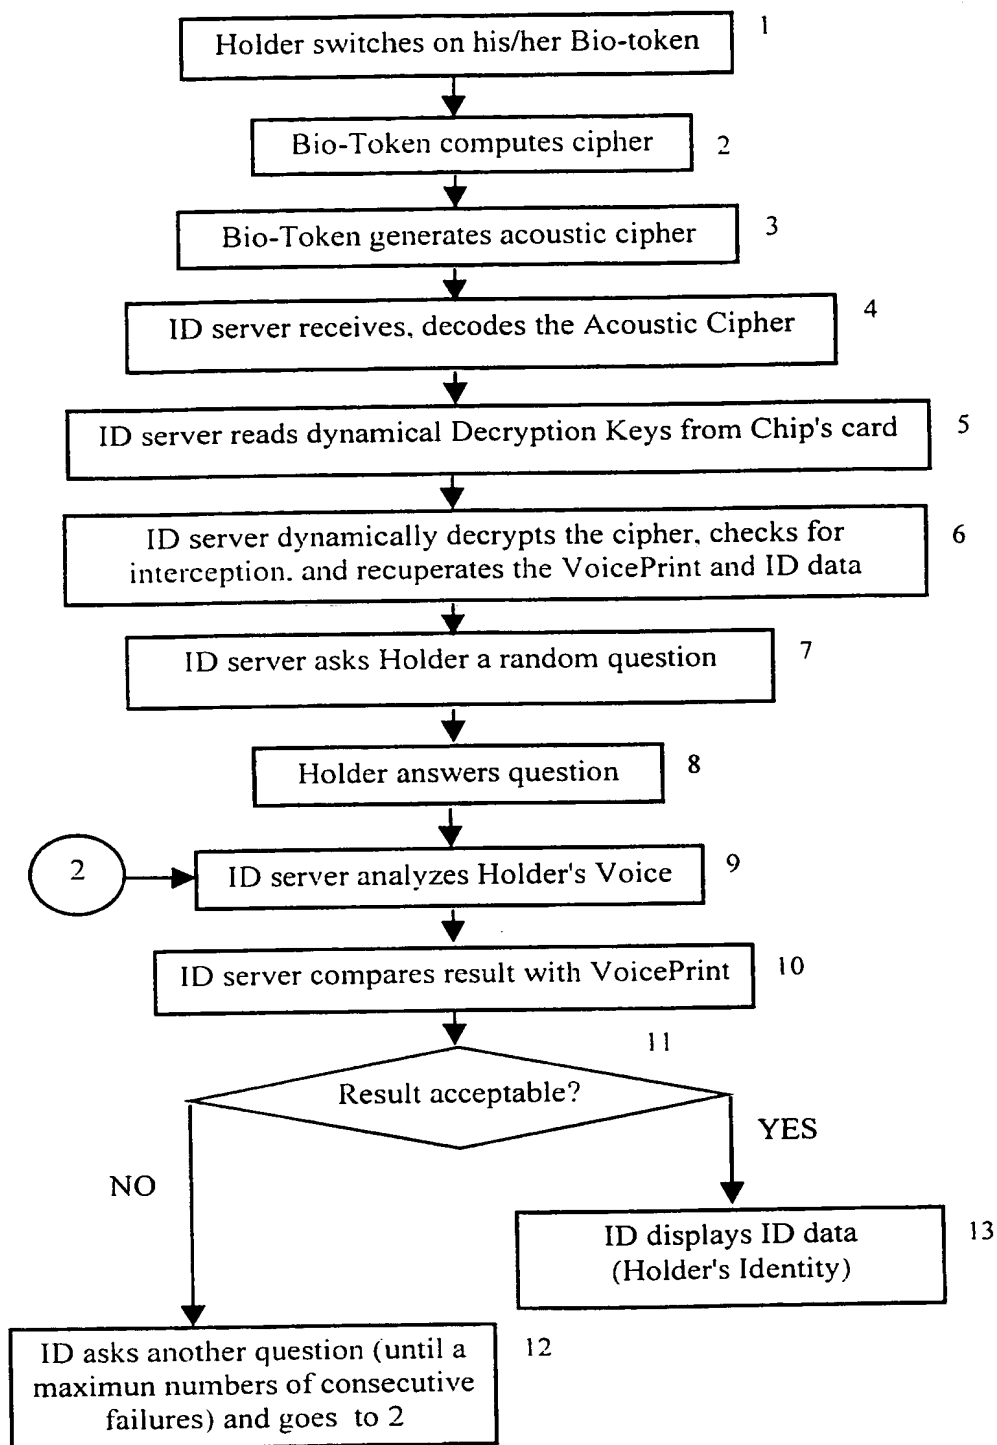 Holder switches on his/her Bio-token
1
Bio-Token computes cipher
2
Bio-Token generates acoustic cipher
3
ID server receives, decodes the Acoustic Cipher
4
ID server reads dynamical Decryption Keys from Chip's card
5
ID server dynamically decrypts the cipher, checks for
interception. and recuperates the VoicePrint and ID data
6
ID server asks Holder a random question
7
Holder answers question
8
2
ID server analyzes Holder's Voice
9
ID server compares result with VoicePrint
10
11
Result acceptable?
YES
NO
ID displays ID data
(Holder's Identity)
13
ID asks another question (until a
maximun numbers of consecutive
failures) and goes to 2
12